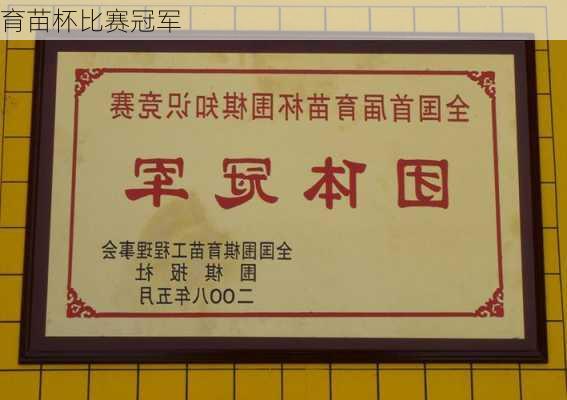 育苗杯比赛冠军
全国首届育苗杯围棋知识竞赛
团体冠军
全国围棋育苗工程理事会
围棋报社
二OO八年五月